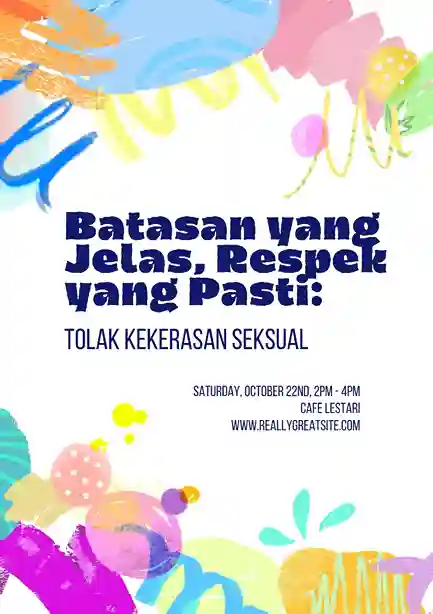 Batasan yang
Jelas, Respek
yang Pasti:
TOLAK KEKERASAN SEKSUAL
SATURDAY, OCTOBER 22ND, 2PM - 4PM
CAFE LESTARI
WWW.REALLYGREATSITE.COM